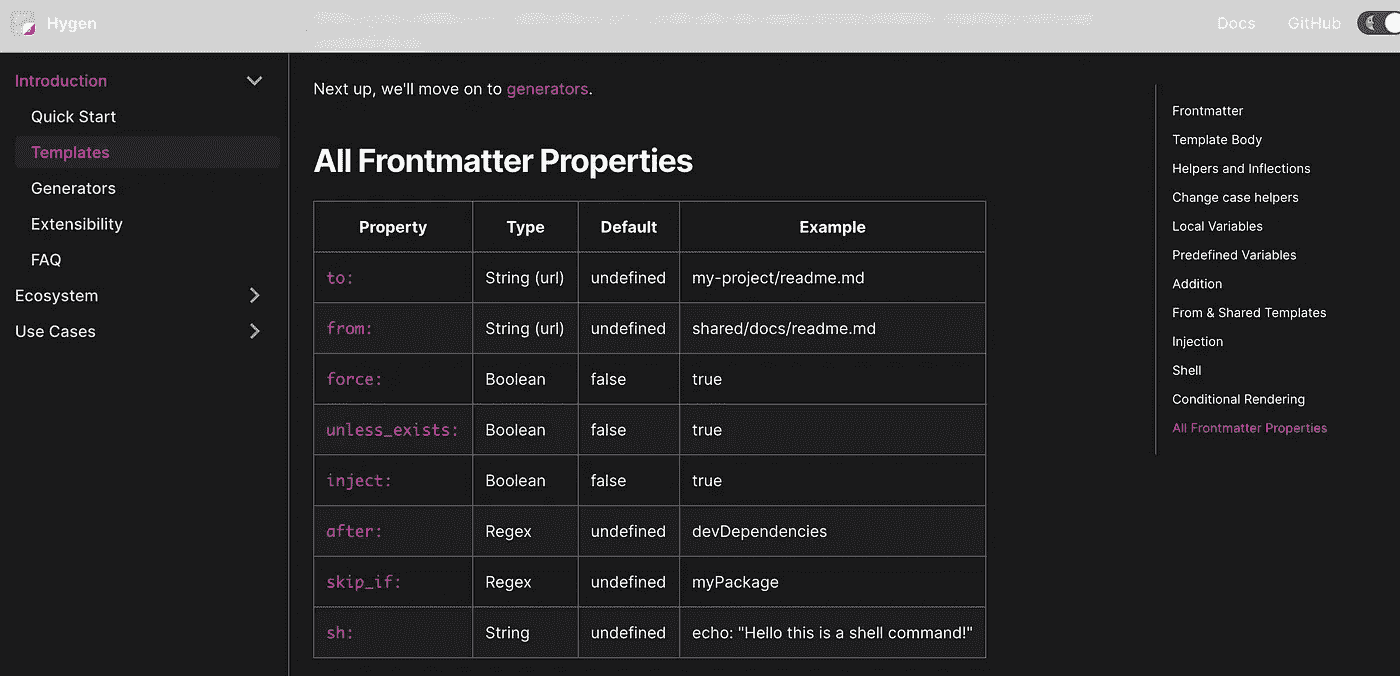 Hygen
Docs
GitHub
Introduction
Quick Start
Templates
Generators
Extensibility
FAQ
Ecosystem
Use Cases
Next up, we'll move on to generators.
All Frontmatter Properties
Property Type Default Example
to: String (url) undefined my-project/readme.md
from: String (url) undefined shared/docs/readme.md
force: Boolean false true
unless_exists: Boolean false true
inject: Boolean false true
after: Regex undefined devDependencies
skip_if: Regex undefined myPackage
sh: String undefined echo: "Hello this is a shell command!"
Frontmatter
Template Body
Helpers and Inflections
Change case helpers
Local Variables
Predefined Variables
Addition
From & Shared Templates
Injection
Shell
Conditional Rendering
All Frontmatter Properties